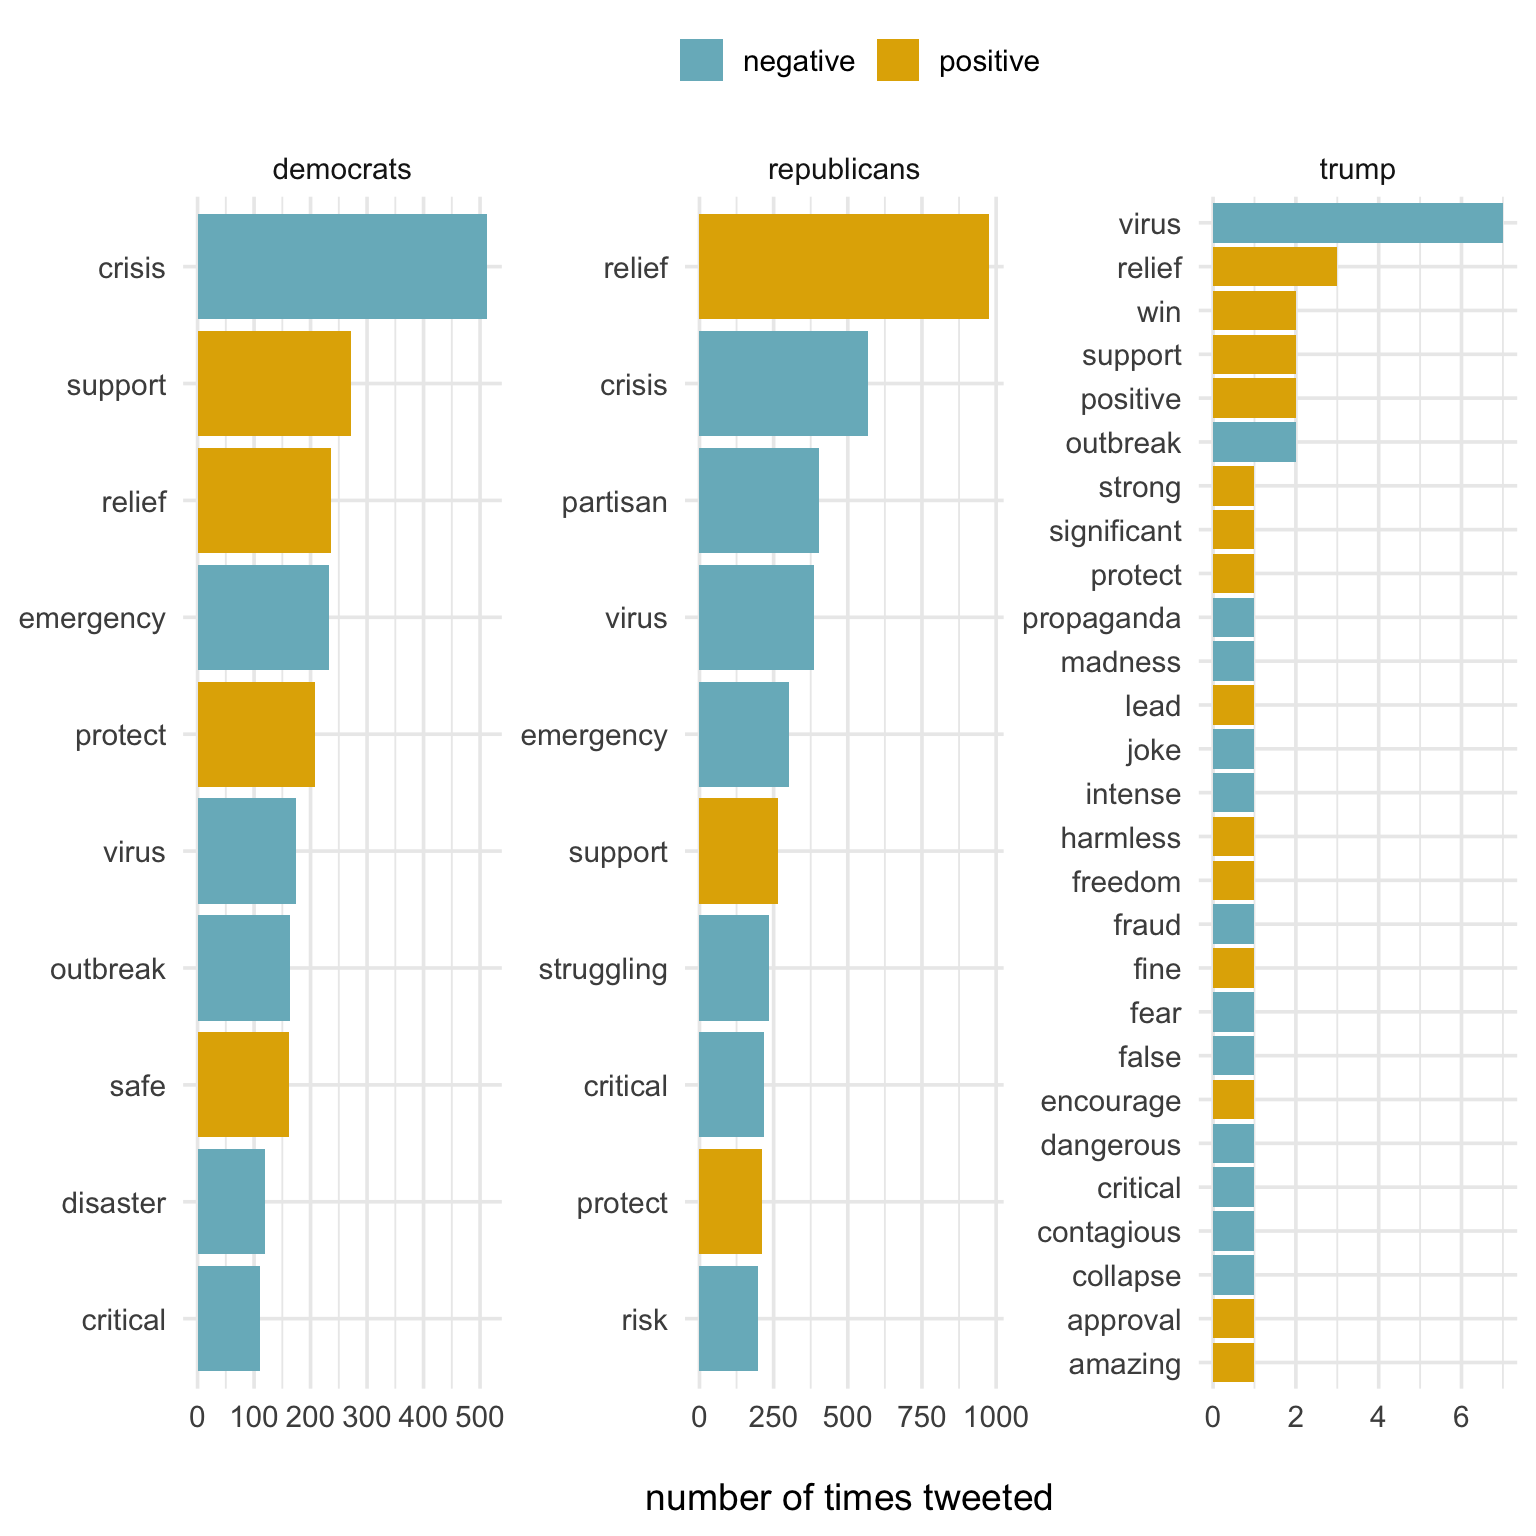 negative positive
democrats
crisis
support
relief
emergency
protect
virus
outbreak
safe
disaster
critical
0 100 200 300 400 500
republicans
relief
crisis
partisan
virus
emergency
support
struggling
critical
protect
risk
0 250 500 750 1000
trump
virus
relief
win
support
positive
outbreak
strong
significant
protect
propaganda
madness
lead
joke
intense
harmless
freedom
fraud
fine
fear
false
encourage
dangerous
critical
contagious
collapse
approval
amazing
0 2 4 6
number of times tweeted